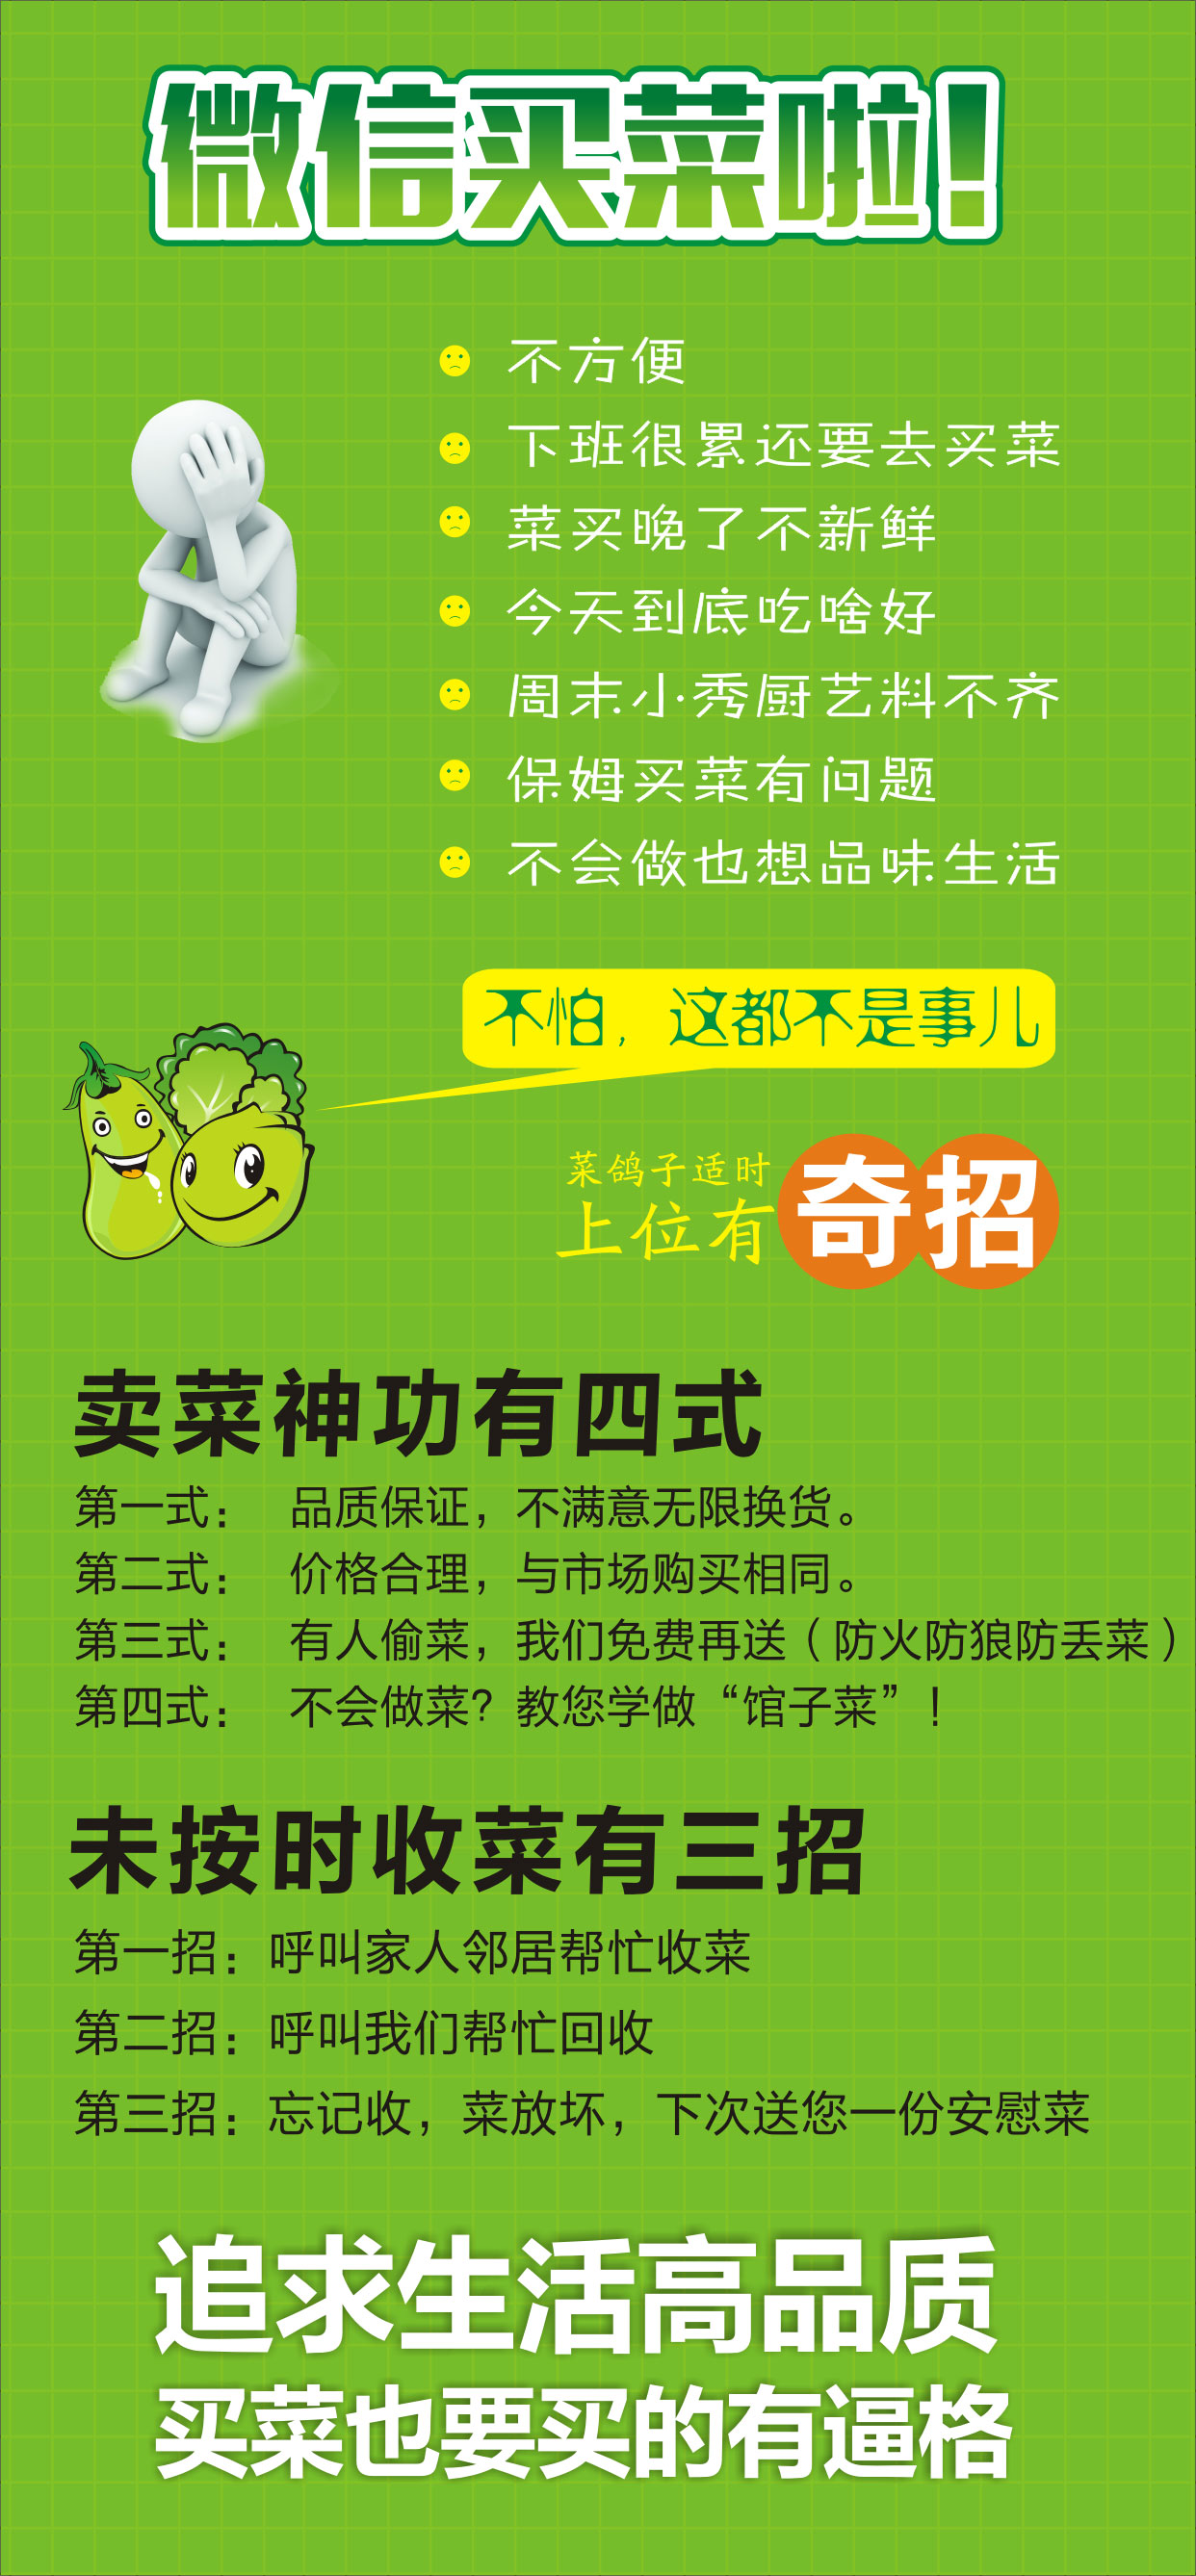 微信买菜啦！
不方便
下班很累还要去买菜
菜买晚了不新鲜
今天到底吃啥好
周末小秀厨艺料不齐
保姆买菜有问题
不会做也想品味生活
不怕，这都不是事儿
菜鸽子适时
上位有奇招
卖菜神功有四式
第一式： 品质保证，不满意无限换货。
第二式： 价格合理，与市场购买相同。
第三式： 有人偷菜，我们免费再送（防火防狼防丢菜）
第四式： 不会做菜？教您学做“馆子菜”！
未按时收菜有三招
第一招：呼叫家人邻居帮忙收菜
第二招：呼叫我们帮忙回收
第三招：忘记收，菜放坏，下次送您一份安慰菜
追求生活高品质
买菜也要买的有逼格